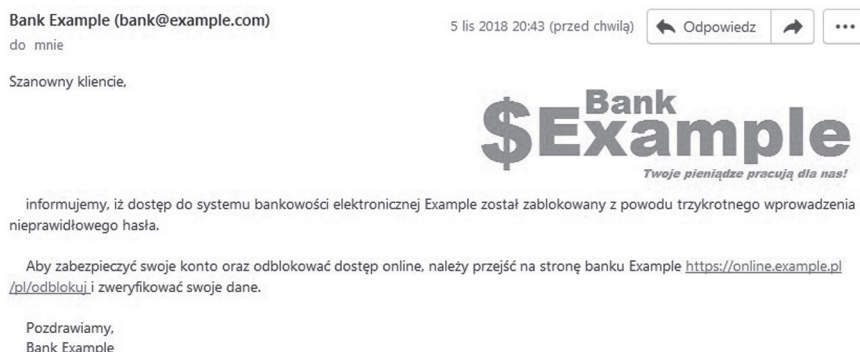 Bank Example (bank@example.com)
5 lis 2018 20:43 (przed chwilą)
Odpowiedz
do mnie
Szanowny kliencie,
Bank
$Example
Twoje pieniądze pracują dla nas!
informujemy, iż dostęp do systemu bankowości elektronicznej Example został zablokowany z powodu trzykrotnego wprowadzenia
nieprawidłowego hasła.
Aby zabezpieczyć swoje konto oraz odblokować dostęp online, należy przejść na stronę banku Example https://online.example.pl
/pl/odblokuj i zweryfikować swoje dane.
Pozdrawiamy,
Bank Example